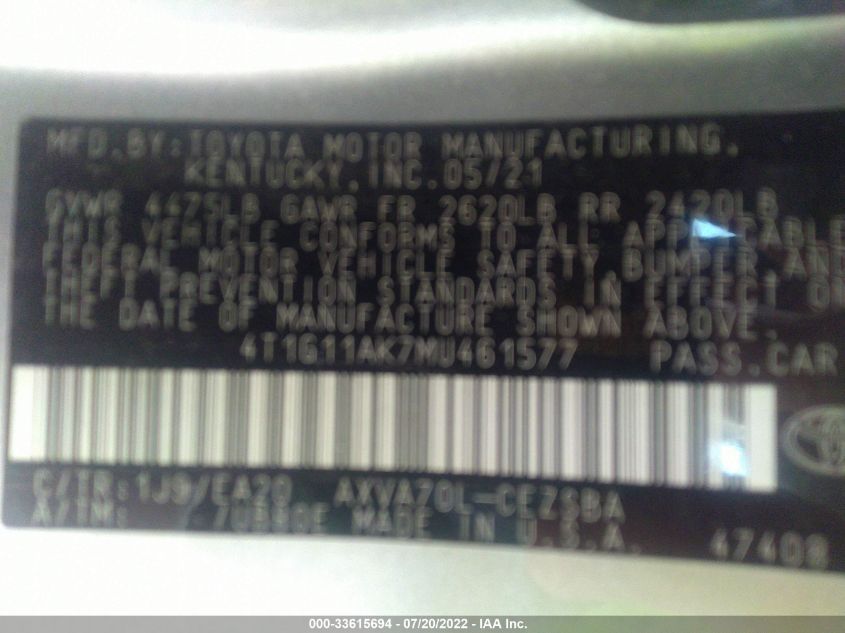 MFD.BY:TOYOTA MOTOR MANUFACTURING,
KENTUCKY,INC.05/21
GVWR 4475LB GAWR FR 2620LB RR 2420LB
THIS VEHICLE CONFORMS TO ALL APPLICABLE
FEDERAL MOTOR VEHICLE SAFETY,BUMPER,AND
THEFT PREVENTION STANDARDS IN EFFECT ON
THE DATE OF MANUFACTURE SHOWN ABOVE.
4T1G11AK7MU461577 PASS.CAR
C/TR:1J9/EA20 AXVA70L-CEZSBA
A/TM: MADE IN U.S.A. 47408
000-33615694 - 07/20/2022 - IAA Inc.